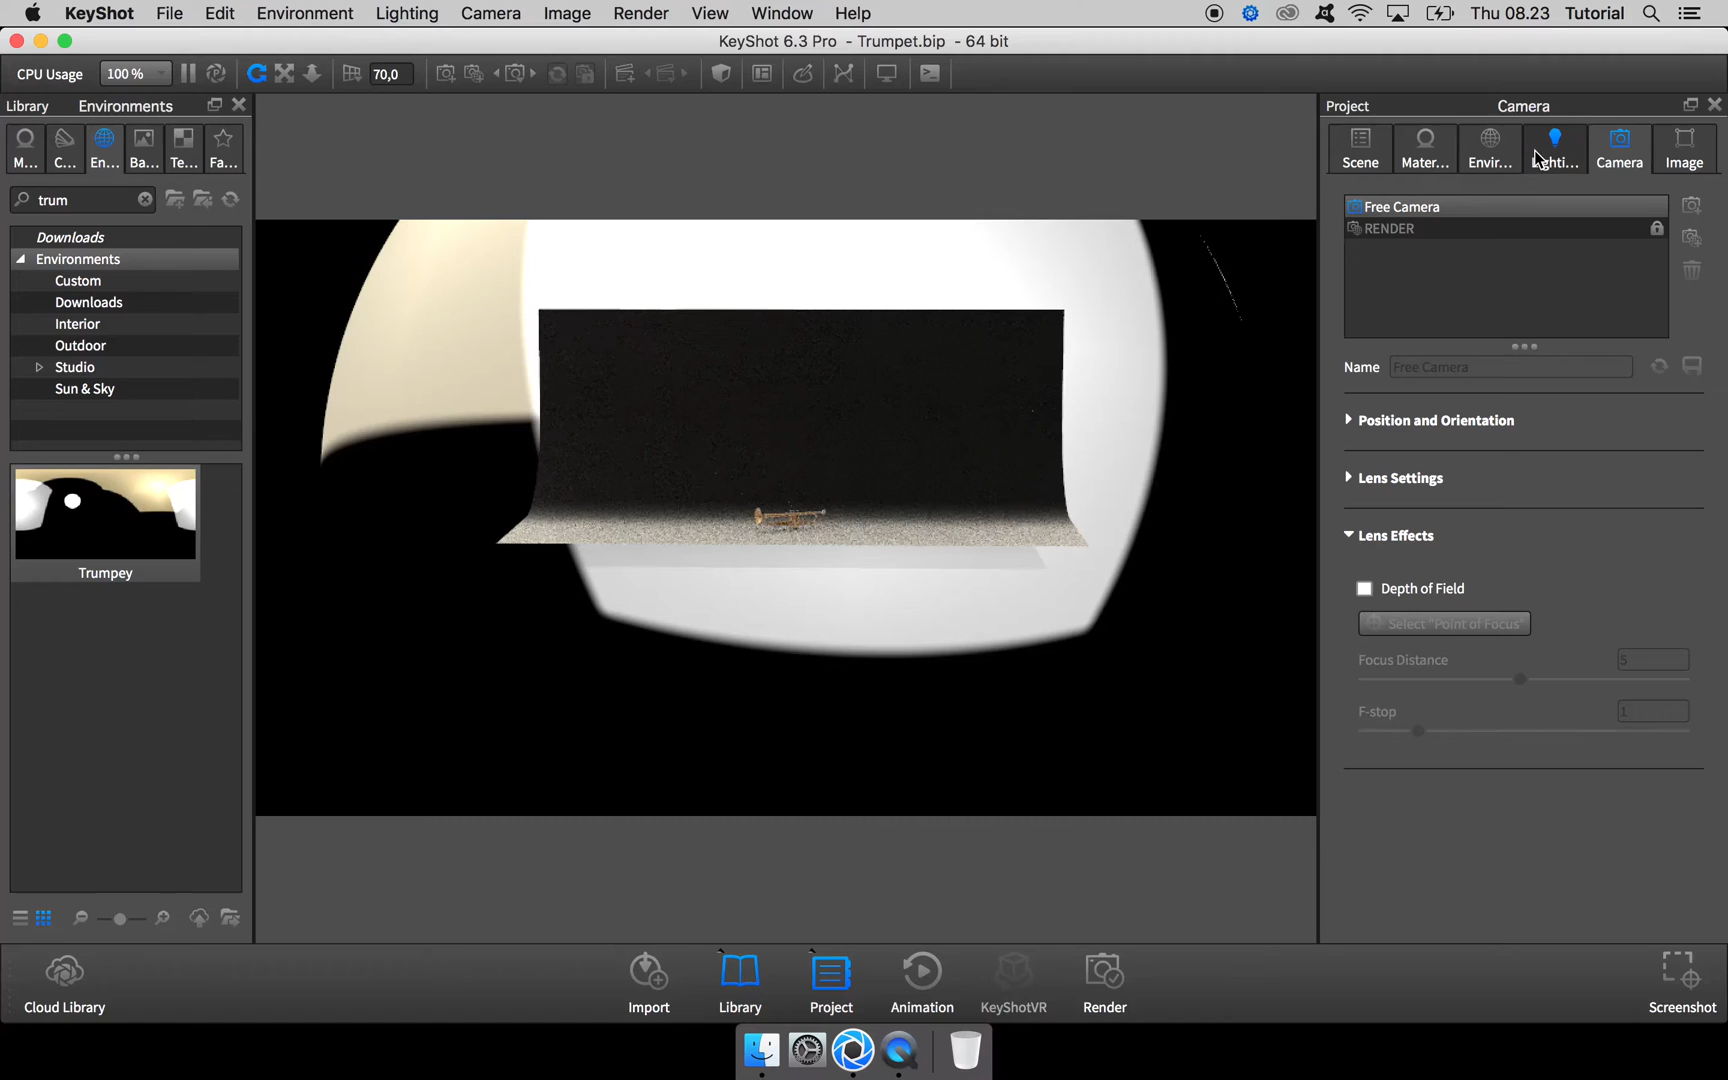 KeyShot File Edit Environment Lighting Camera Image Render View Window Help Thu 08.23 Tutorial
KeyShot 6.3 Pro - Trumpet.bip - 64 bit
CPU Usage 100 % 70,0
Library Environments
M... C... En... Ba... Te... Fa...
trum
Downloads
Environments
Custom
Downloads
Interior
Outdoor
Studio
Sun & Sky
Trumpey
Project Camera
Scene Mater... Envir... Lighti... Camera Image
Free Camera
RENDER
Name Free Camera
Position and Orientation
Lens Settings
Lens Effects
Depth of Field
Select "Point of Focus"
Focus Distance 5
F-stop 1
Cloud Library Import Library Project Animation KeyShotVR Render Screenshot